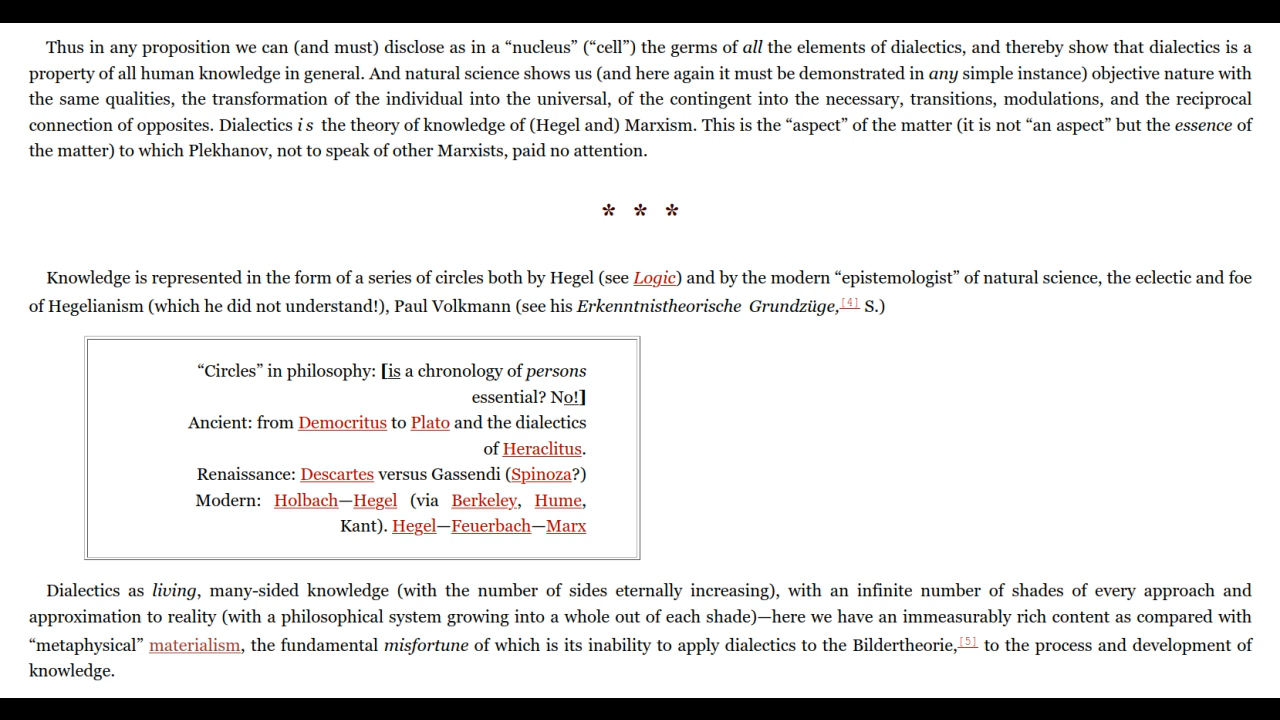 Thus in any proposition we can (and must) disclose as in a “nucleus” (“cell”) the germs of all the elements of dialectics, and thereby show that dialectics is a
property of all human knowledge in general. And natural science shows us (and here again it must be demonstrated in any simple instance) objective nature with
the same qualities, the transformation of the individual into the universal, of the contingent into the necessary, transitions, modulations, and the reciprocal
connection of opposites. Dialectics is the theory of knowledge of (Hegel and) Marxism. This is the “aspect” of the matter (it is not “an aspect” but the essence of
the matter) to which Plekhanov, not to speak of other Marxists, paid no attention.
* * *
Knowledge is represented in the form of a series of circles both by Hegel (see Logic) and by the modern “epistemologist” of natural science, the eclectic and foe
of Hegelianism (which he did not understand!), Paul Volkmann (see his Erkenntnistheorische Grundzüge,[4] S.)
“Circles” in philosophy: [is a chronology of persons
essential? No!]
Ancient: from Democritus to Plato and the dialectics
of Heraclitus.
Renaissance: Descartes versus Gassendi (Spinoza?)
Modern: Holbach—Hegel (via Berkeley, Hume,
Kant). Hegel—Feuerbach—Marx
Dialectics as living, many-sided knowledge (with the number of sides eternally increasing), with an infinite number of shades of every approach and
approximation to reality (with a philosophical system growing into a whole out of each shade)—here we have an immeasurably rich content as compared with
“metaphysical” materialism, the fundamental misfortune of which is its inability to apply dialectics to the Bildertheorie,[5] to the process and development of
knowledge.